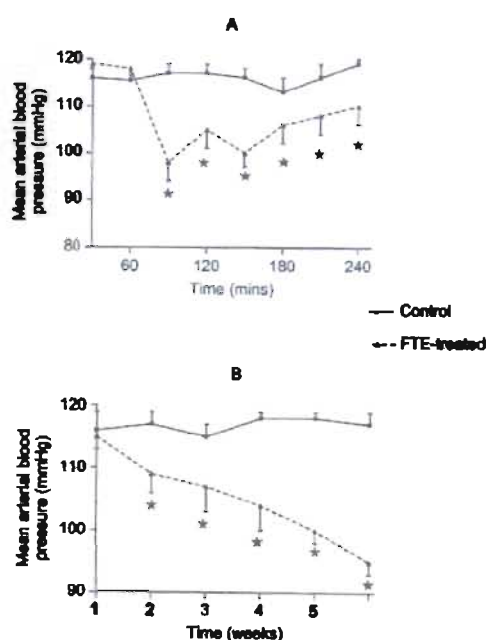 A
Mean arterial blood
pressure (mmHg)
120
110
100
90
80
60
120
180
240
Time (mins)
Control
FTE-treated
B
Mean arterial blood
pressure (mmHg)
120
110
100
90
1
2
3
4
5
6
Time (weeks)